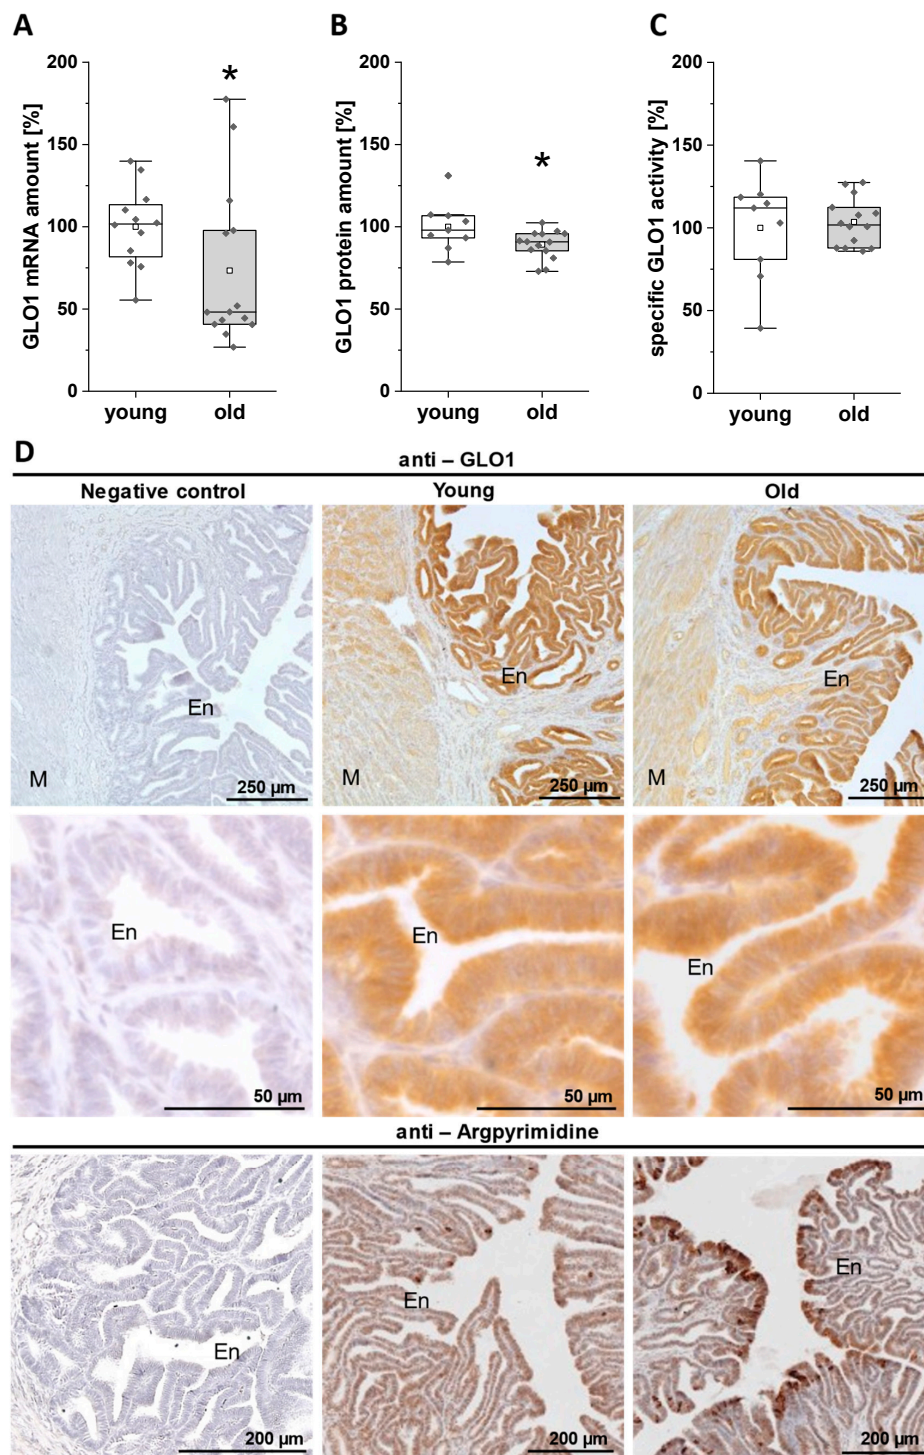 A
B
C
200
150
100
50
0
GLO1 mRNA amount [%]
*
young
old
200
150
100
50
0
GLO1 protein amount [%]
*
young
old
200
150
100
50
0
specific GLO1 activity [%]
young
old
D
anti – GLO1
Negative control
Young
Old
En
M
250 µm
En
M
250 µm
En
M
250 µm
En
50 µm
En
50 µm
En
50 µm
anti – Argpyrimidine
En
200 µm
En
200 µm
En
200 µm